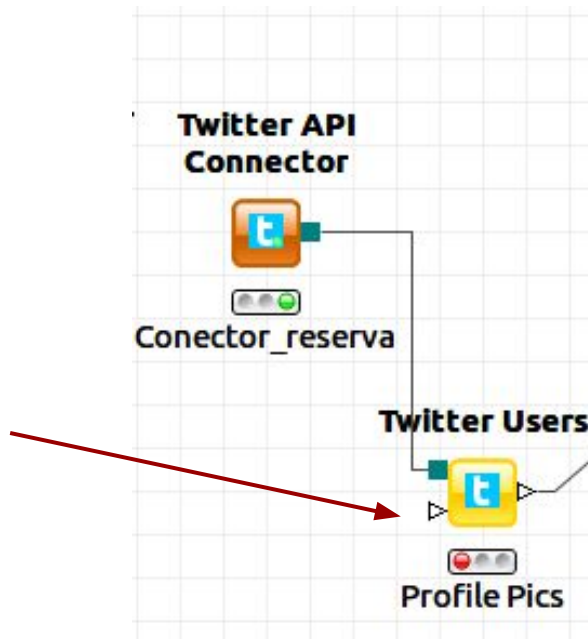 Twitter API
Connector
Conector_reserva
Twitter Users
Profile Pics